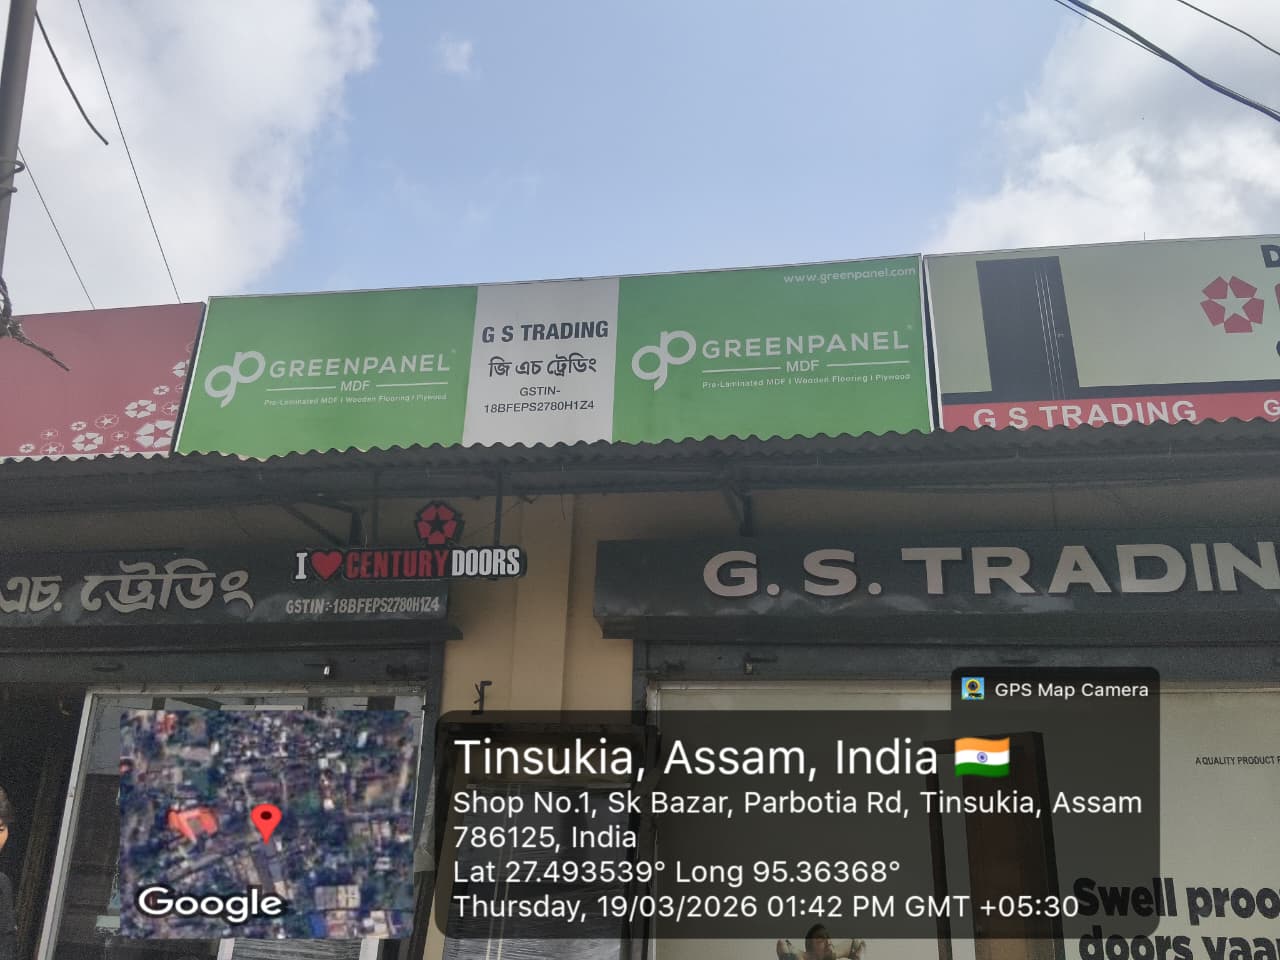 www.greenpanel.com
GREENPANEL
MDF
Pre-Laminated MDF I Wooden Flooring I Plywood
G S TRADING
জি এচ ট্রেডিং
GSTIN-
18BFEPS2780H1Z4
GREENPANEL
MDF
Pre-Laminated MDF I Wooden Flooring I Plywood
G S TRADING
I ❤ CENTURY DOORS
এচ. ট্রেডিং
GSTIN:-18BFEPS2780H1Z4
G. S. TRADIN
GPS Map Camera
Tinsukia, Assam, India 🇮🇳
Shop No.1, Sk Bazar, Parbotia Rd, Tinsukia, Assam
786125, India
Lat 27.493539° Long 95.36368°
Thursday, 19/03/2026 01:42 PM GMT +05:30
Google
A QUALITY PRODUCT
Swell proo
doors